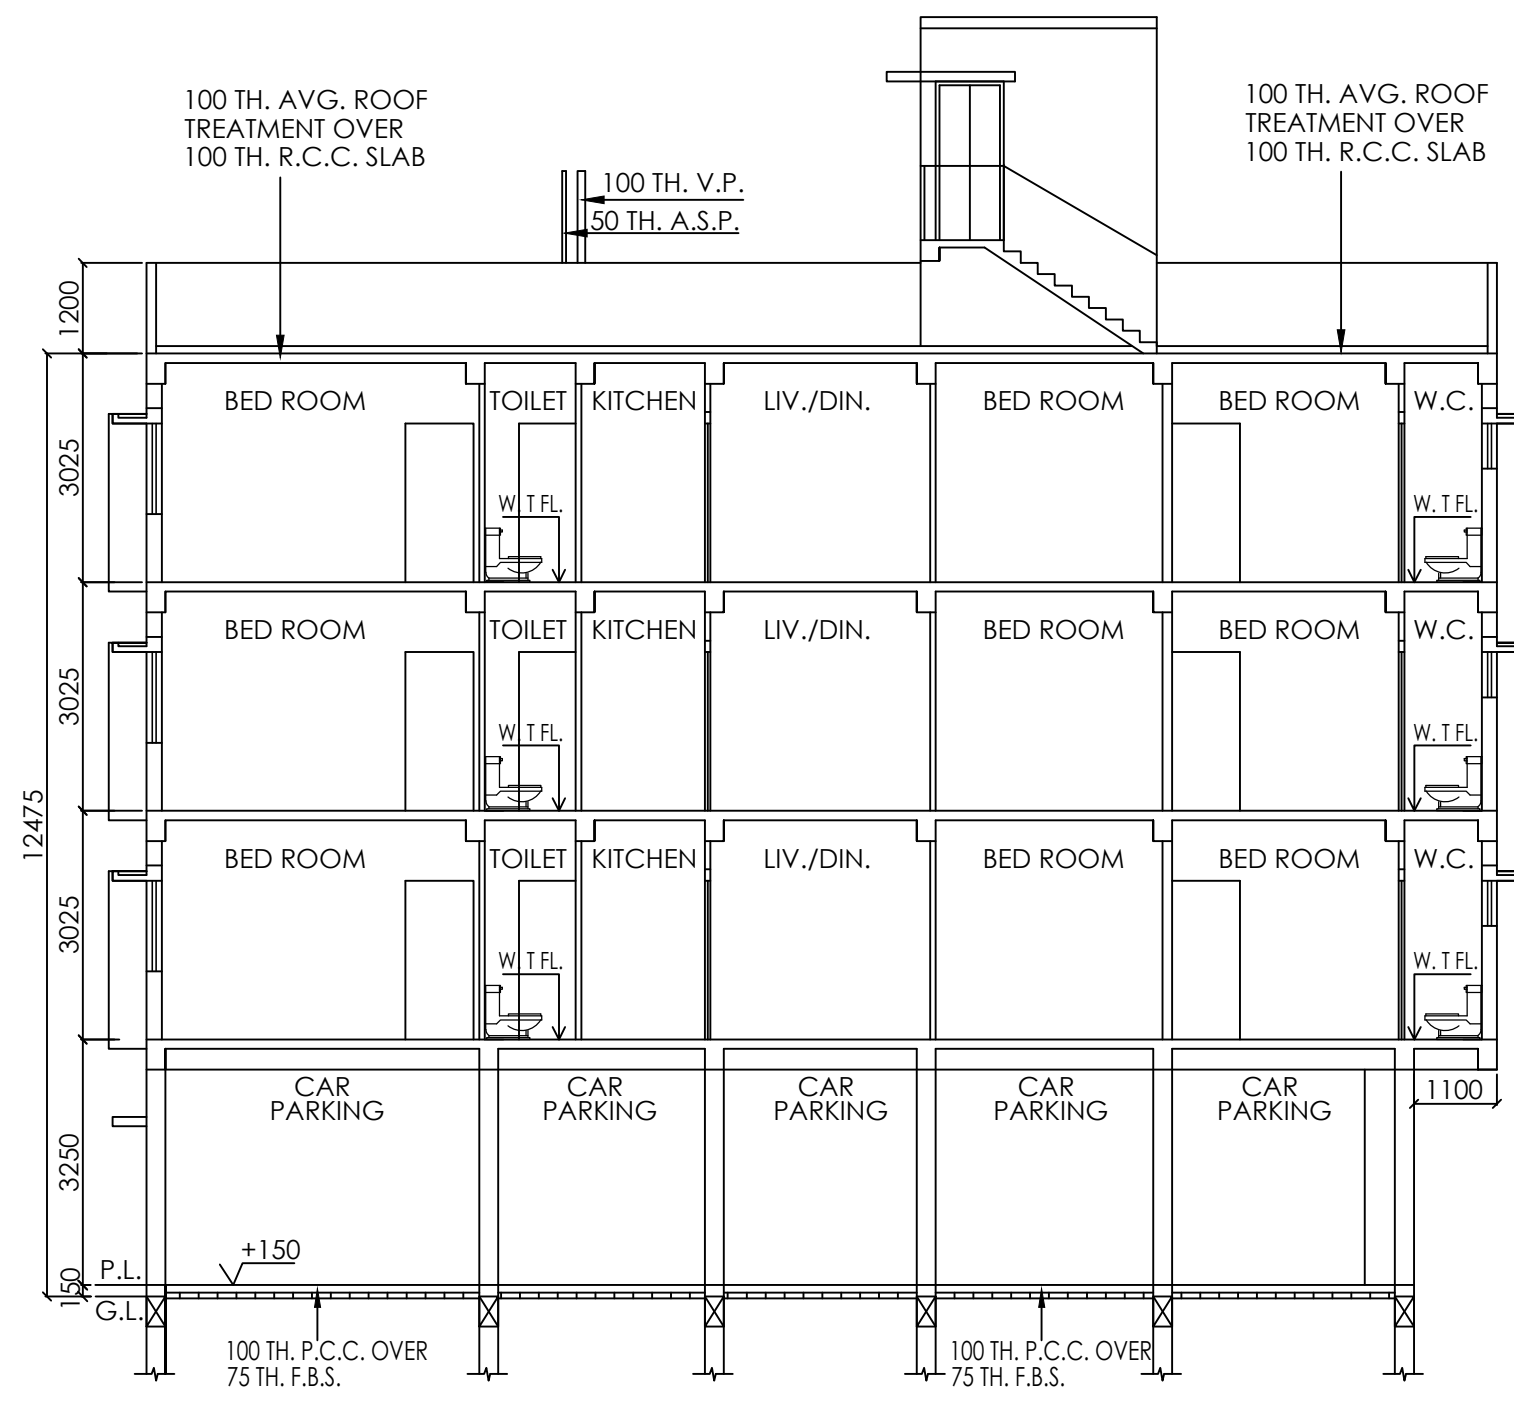 100 TH. AVG. ROOF
TREATMENT OVER
100 TH. R.C.C. SLAB
100 TH. AVG. ROOF
TREATMENT OVER
100 TH. R.C.C. SLAB
100 TH. V.P.
50 TH. A.S.P.
1200
BED ROOM TOILET KITCHEN LIV./DIN. BED ROOM BED ROOM W.C.
3025
W. T FL. W. T FL.
BED ROOM TOILET KITCHEN LIV./DIN. BED ROOM BED ROOM W.C.
3025
W. T FL. W. T FL.
12475
BED ROOM TOILET KITCHEN LIV./DIN. BED ROOM BED ROOM W.C.
3025
W. T FL. W. T FL.
CAR
PARKING
CAR
PARKING
CAR
PARKING
CAR
PARKING
CAR
PARKING
1100
3250
+150
P.L.
150
G.L.
100 TH. P.C.C. OVER
75 TH. F.B.S.
100 TH. P.C.C. OVER
75 TH. F.B.S.